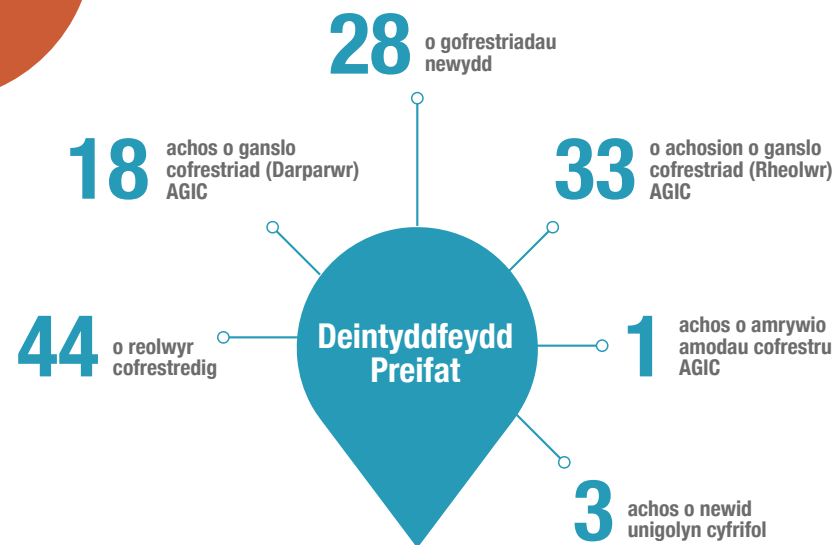 28
o gofrestriadau
newydd
18
achos o ganslo
cofrestriad (Darparwr)
AGIC
33
o achosion o ganslo
cofrestriad (Rheolwr)
AGIC
44
o reolwyr
cofrestredig
Deintyddfeydd
Preifat
1
achos o amrywio
amodau cofrestru
AGIC
3
achos o newid
unigolyn cyfrifol